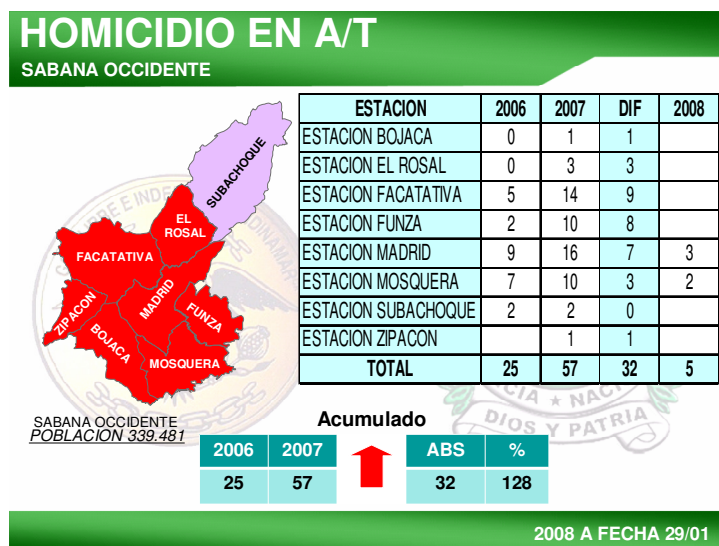 HOMICIDIO EN A/T
SABANA OCCIDENTE
ESTACION 2006 2007 DIF 2008
ESTACION BOJACA 0 1 1
ESTACION EL ROSAL 0 3 3
ESTACION FACATATIVA 5 14 9
ESTACION FUNZA 2 10 8
ESTACION MADRID 9 16 7 3
ESTACION MOSQUERA 7 10 3 2
ESTACION SUBACHOQUE 2 2 0
ESTACION ZIPACON 1 1
TOTAL 25 57 32 5
SUBACHOQUE
EL
ROSAL
FACATATIVA
MADRID
ZIPACON
FUNZA
BOJACA
MOSQUERA
DIOS Y PATRIA
SABANA OCCIDENTE
POBLACION 339.481
Acumulado
2006 2007 ABS %
25 57 32 128
2008 A FECHA 29/01